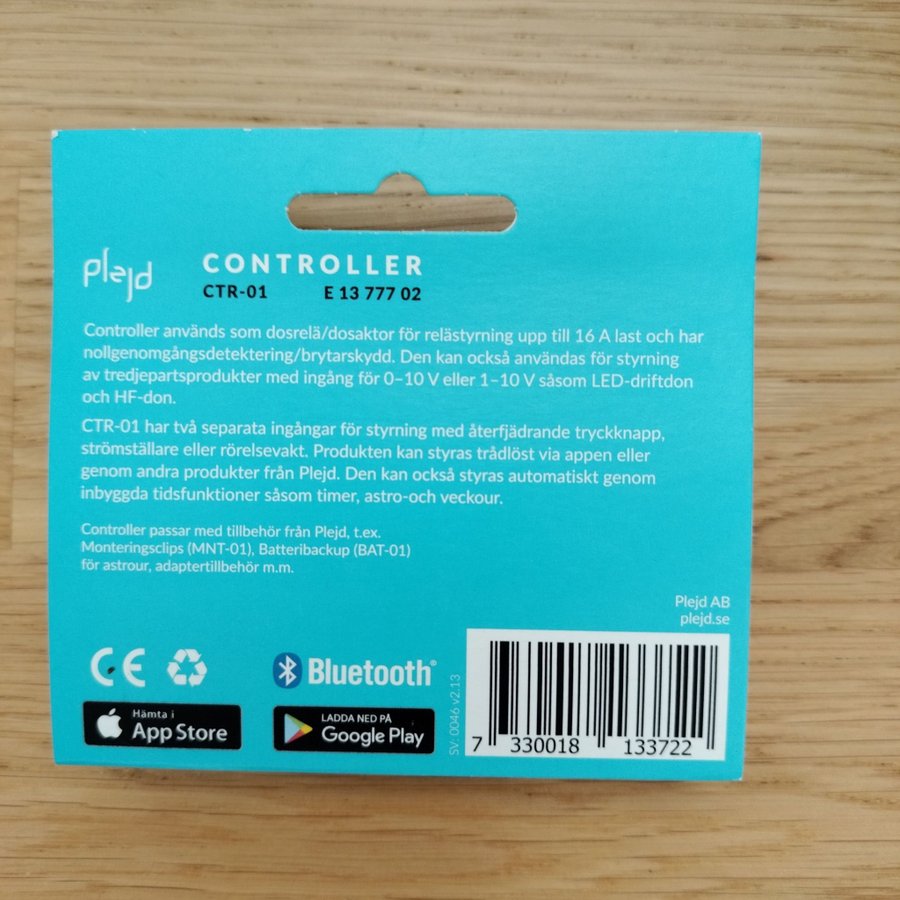 plejd
CONTROLLER
CTR-01 E 13 777 02
Controller används som dosrelä/dosaktor för relästyrning upp till 16 A last och har
nollgenomgångsdetektering/brytarskydd. Den kan också användas för styrning
av tredjepartsprodukter med ingång för 0–10 V eller 1–10 V såsom LED-driftdon
och HF-don.
CTR-01 har två separata ingångar för styrning med återfjädrande tryckknapp,
strömställare eller rörelsevakt. Produkten kan styras trådlöst via appen eller
genom andra produkter från Plejd. Den kan också styras automatiskt genom
inbyggda tidsfunktioner såsom timer, astro-och veckour.
Controller passar med tillbehör från Plejd, t.ex.
Monteringsclips (MNT-01), Batteribackup (BAT-01)
för astrour, adaptertillbehör m.m.
Plejd AB
plejd.se
CE
Bluetooth®
Hämta i
App Store
LADDA NED PÅ
Google Play
SV: 0046 v2.13
7 330018 133722